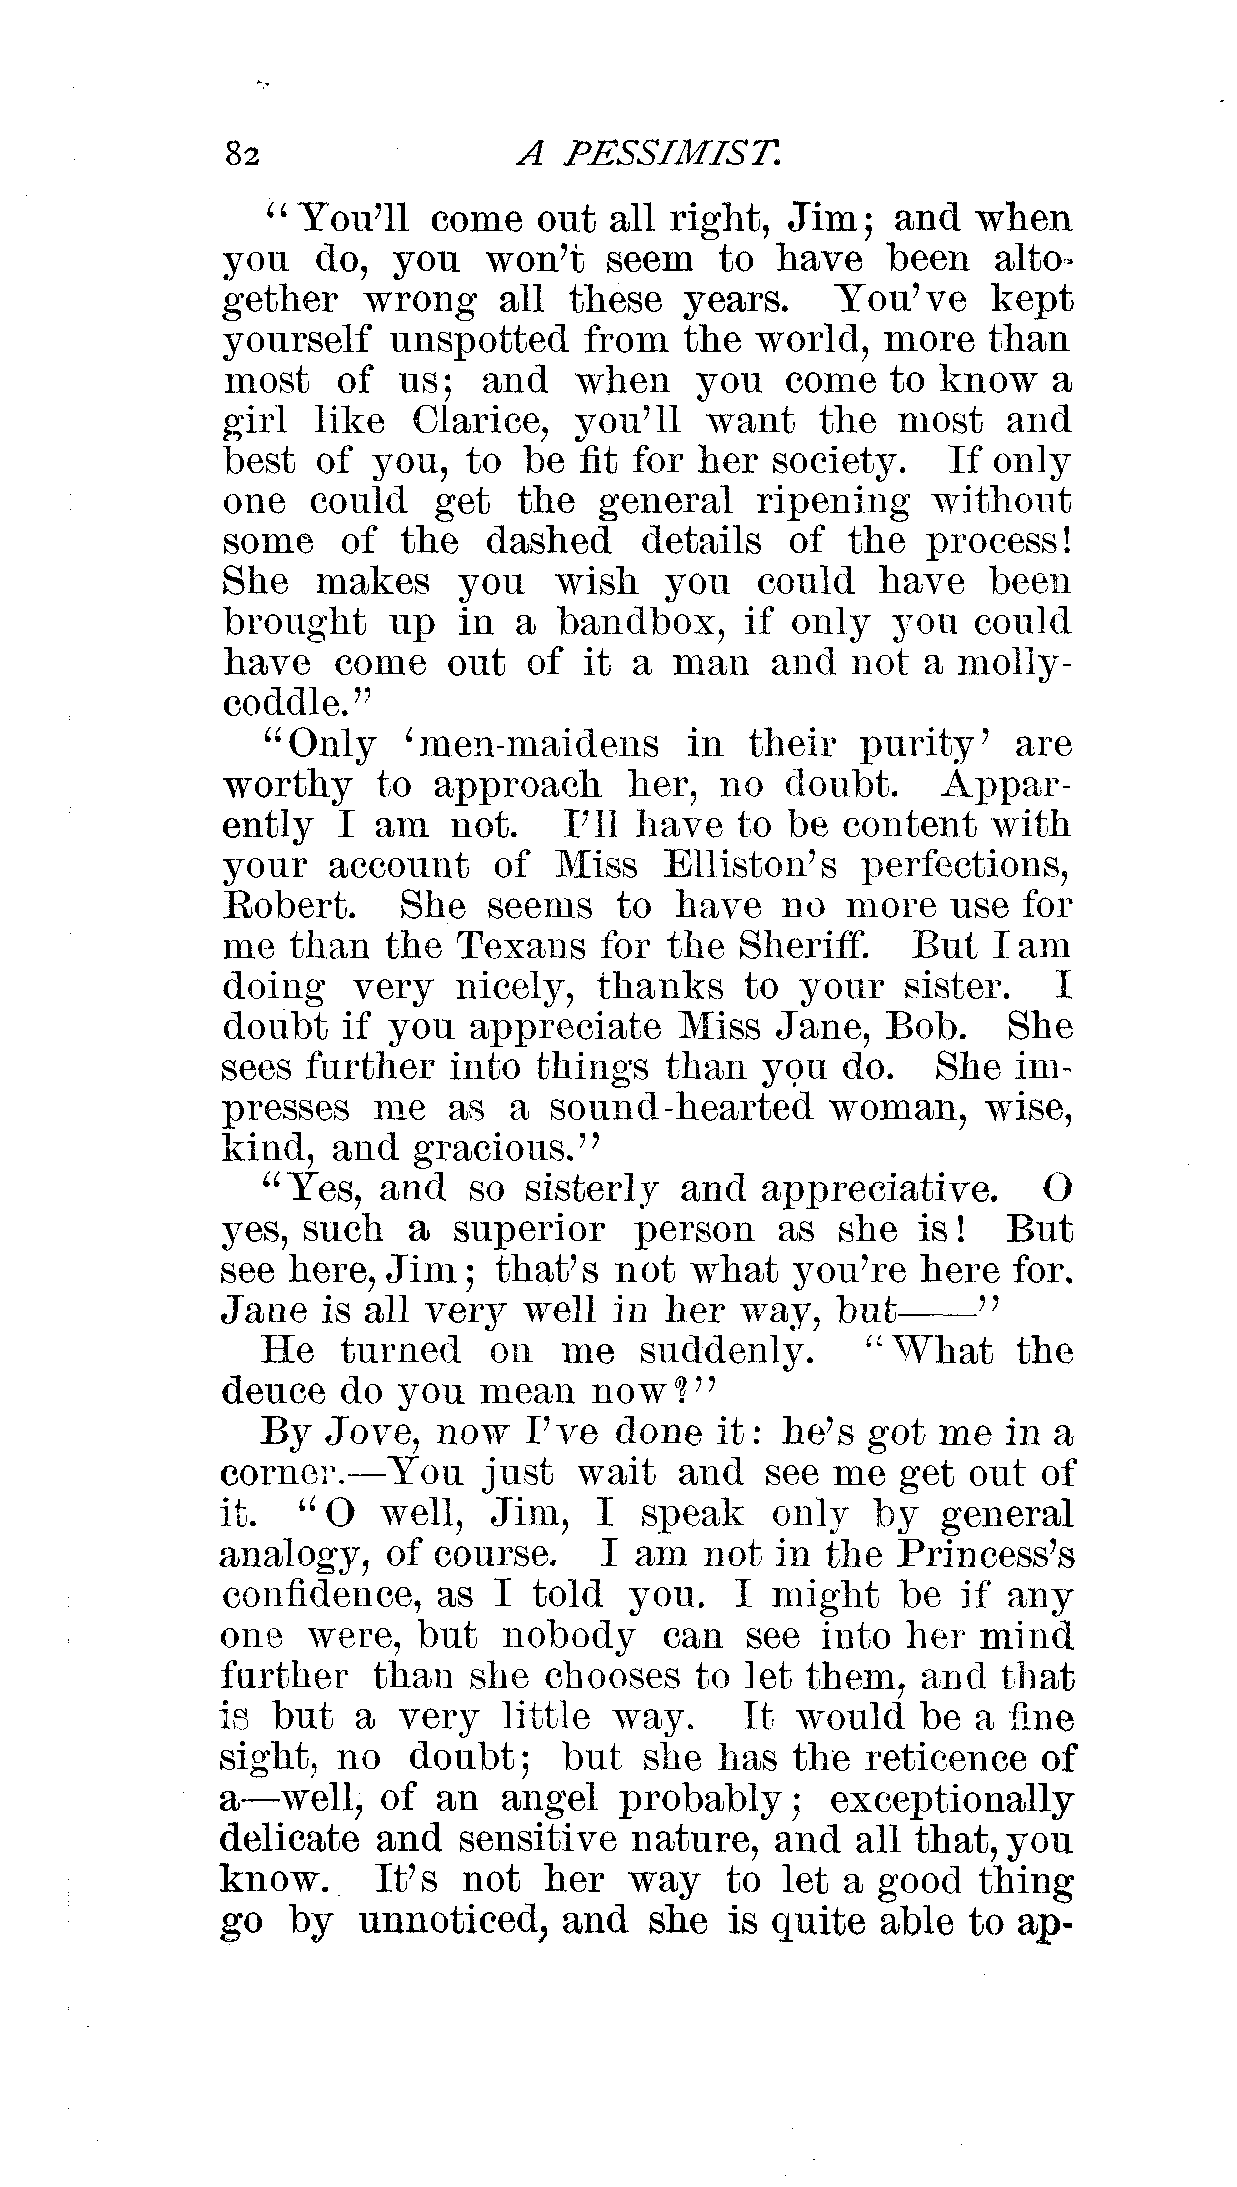 82 A PESSIMIST.
"You'll come out all right, Jim; and when
you do, you won't seem to have been alto-
gether wrong all these years. You've kept
yourself unspotted from the world, more than
most of us; and when you come to know a
girl like Clarice, you'll want the most and
best of you, to be fit for her society. If only
one could get the general ripening without
some of the dashed details of the process!
She makes you wish you could have been
brought up in a bandbox, if only you could
have come out of it a man and not a molly-
coddle."
"Only 'men-maidens in their purity' are
worthy to approach her, no doubt. Appar-
ently I am not. I'll have to be content with
your account of Miss Elliston's perfections,
Robert. She seems to have no more use for
me than the Texans for the Sheriff. But I am
doing very nicely, thanks to your sister. I
doubt if you appreciate Miss Jane, Bob. She
sees further into things than you do. She im-
presses me as a sound-hearted woman, wise,
kind, and gracious."
"Yes, and so sisterly and appreciative. O
yes, such a superior person as she is! But
see here, Jim; that's not what you're here for.
Jane is all very well in her way, but——"
He turned on me suddenly. "What the
deuce do you mean now?"
By Jove, now I've done it: he's got me in a
corner.—You just wait and see me get out of
it. "O well, Jim, I speak only by general
analogy, of course. I am not in the Princess's
confidence, as I told you. I might be if any
one were, but nobody can see into her mind
further than she chooses to let them, and that
is but a very little way. It would be a fine
sight, no doubt; but she has the reticence of
a—well, of an angel probably; exceptionally
delicate and sensitive nature, and all that, you
know. It's not her way to let a good thing
go by unnoticed, and she is quite able to ap-